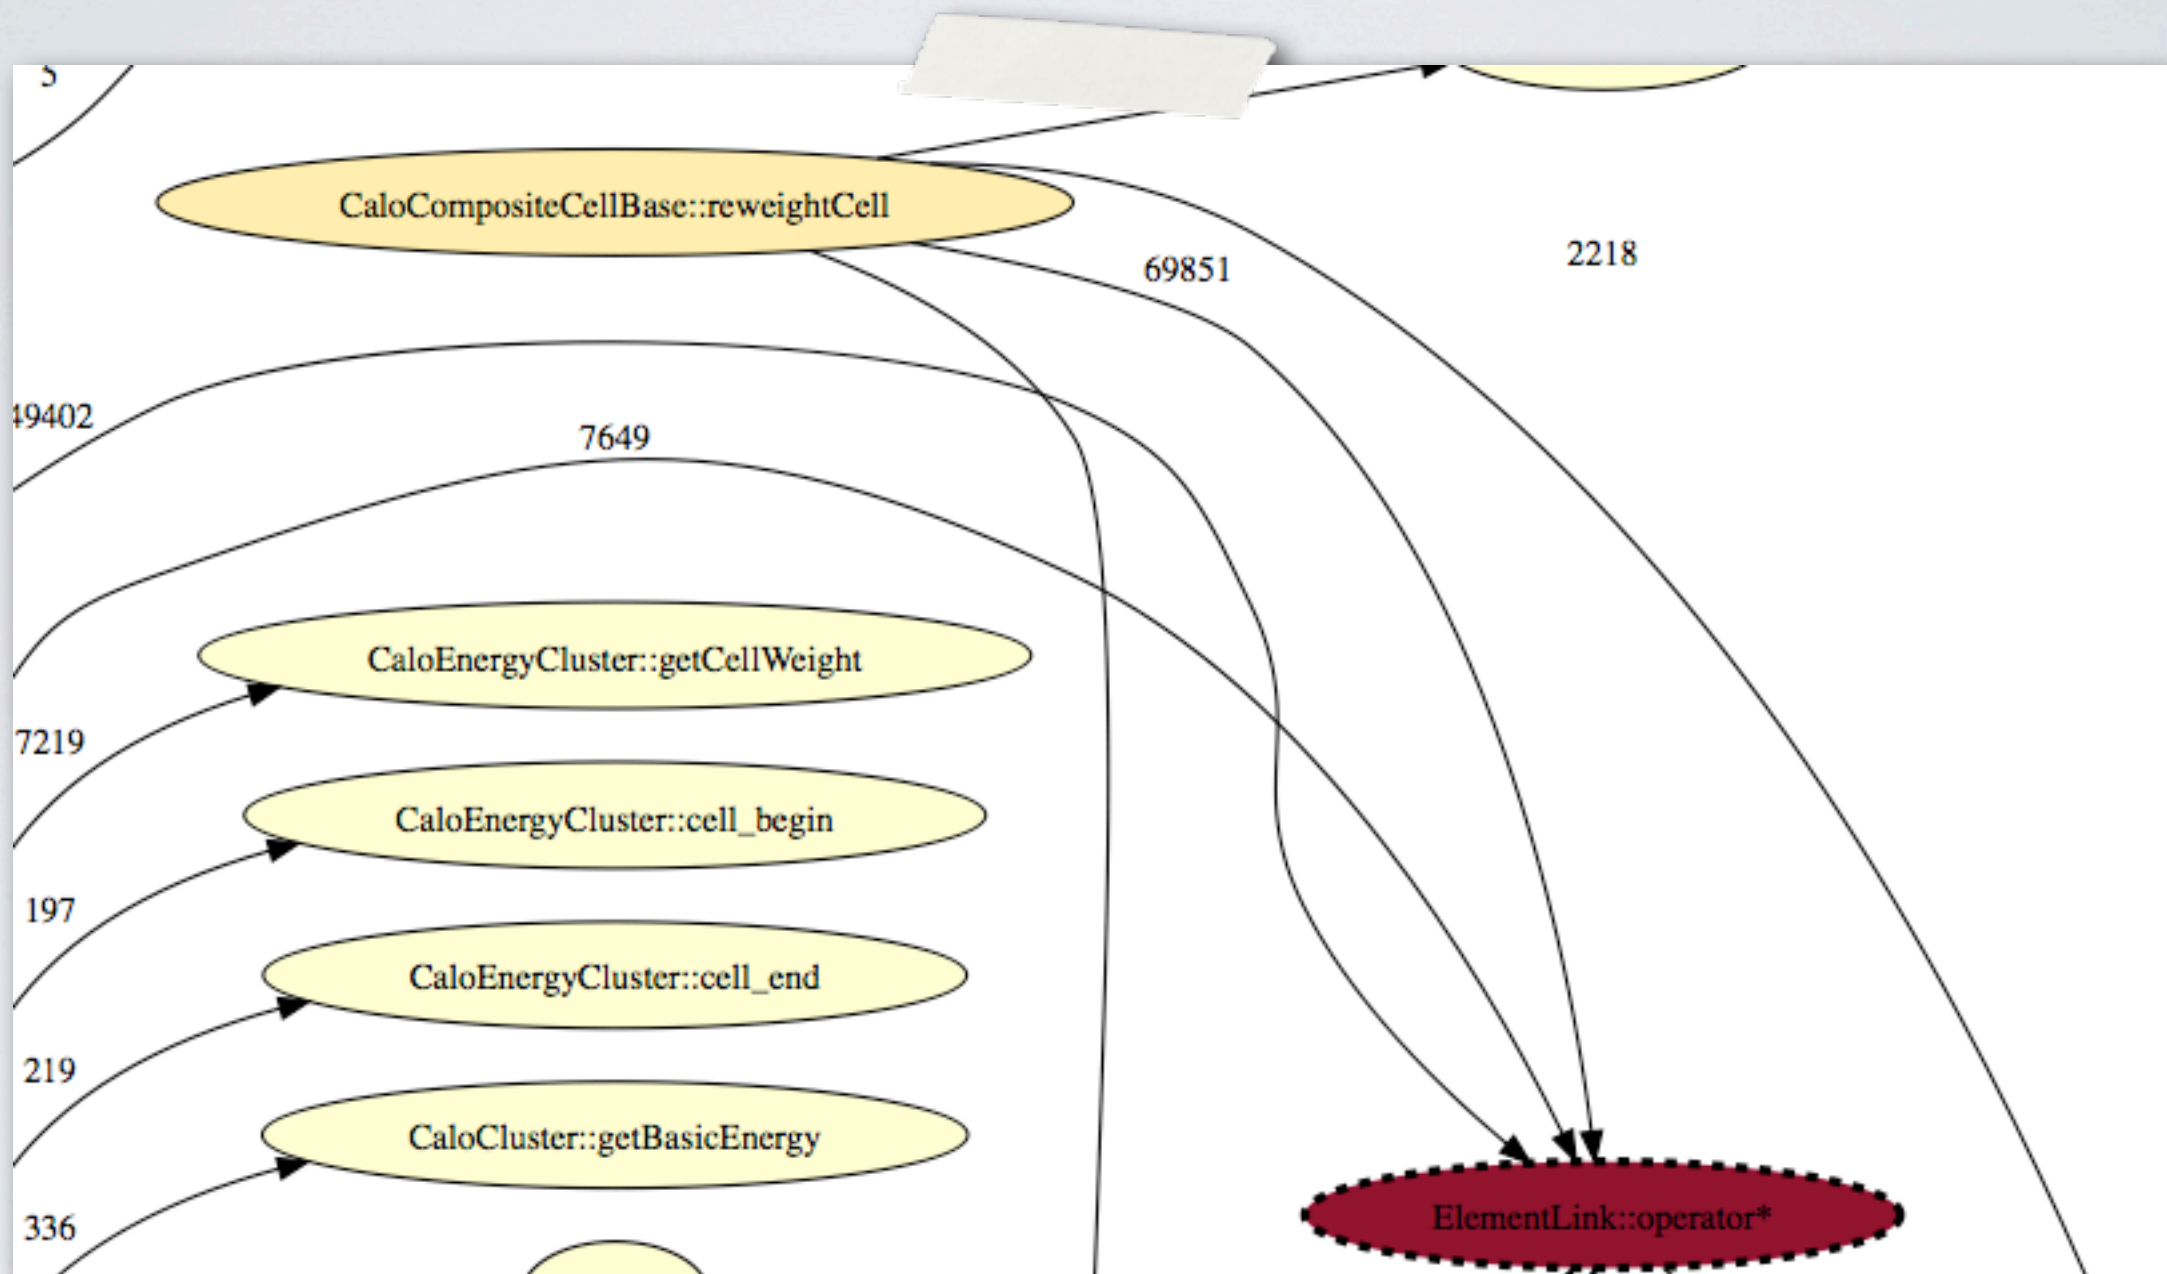 5
CaloCompositeCellBase::reweightCell
69851
2218
49402
7649
CaloEnergyCluster::getCellWeight
7219
CaloEnergyCluster::cell_begin
197
CaloEnergyCluster::cell_end
219
CaloCluster::getBasicEnergy
336
ElementLink::operator*